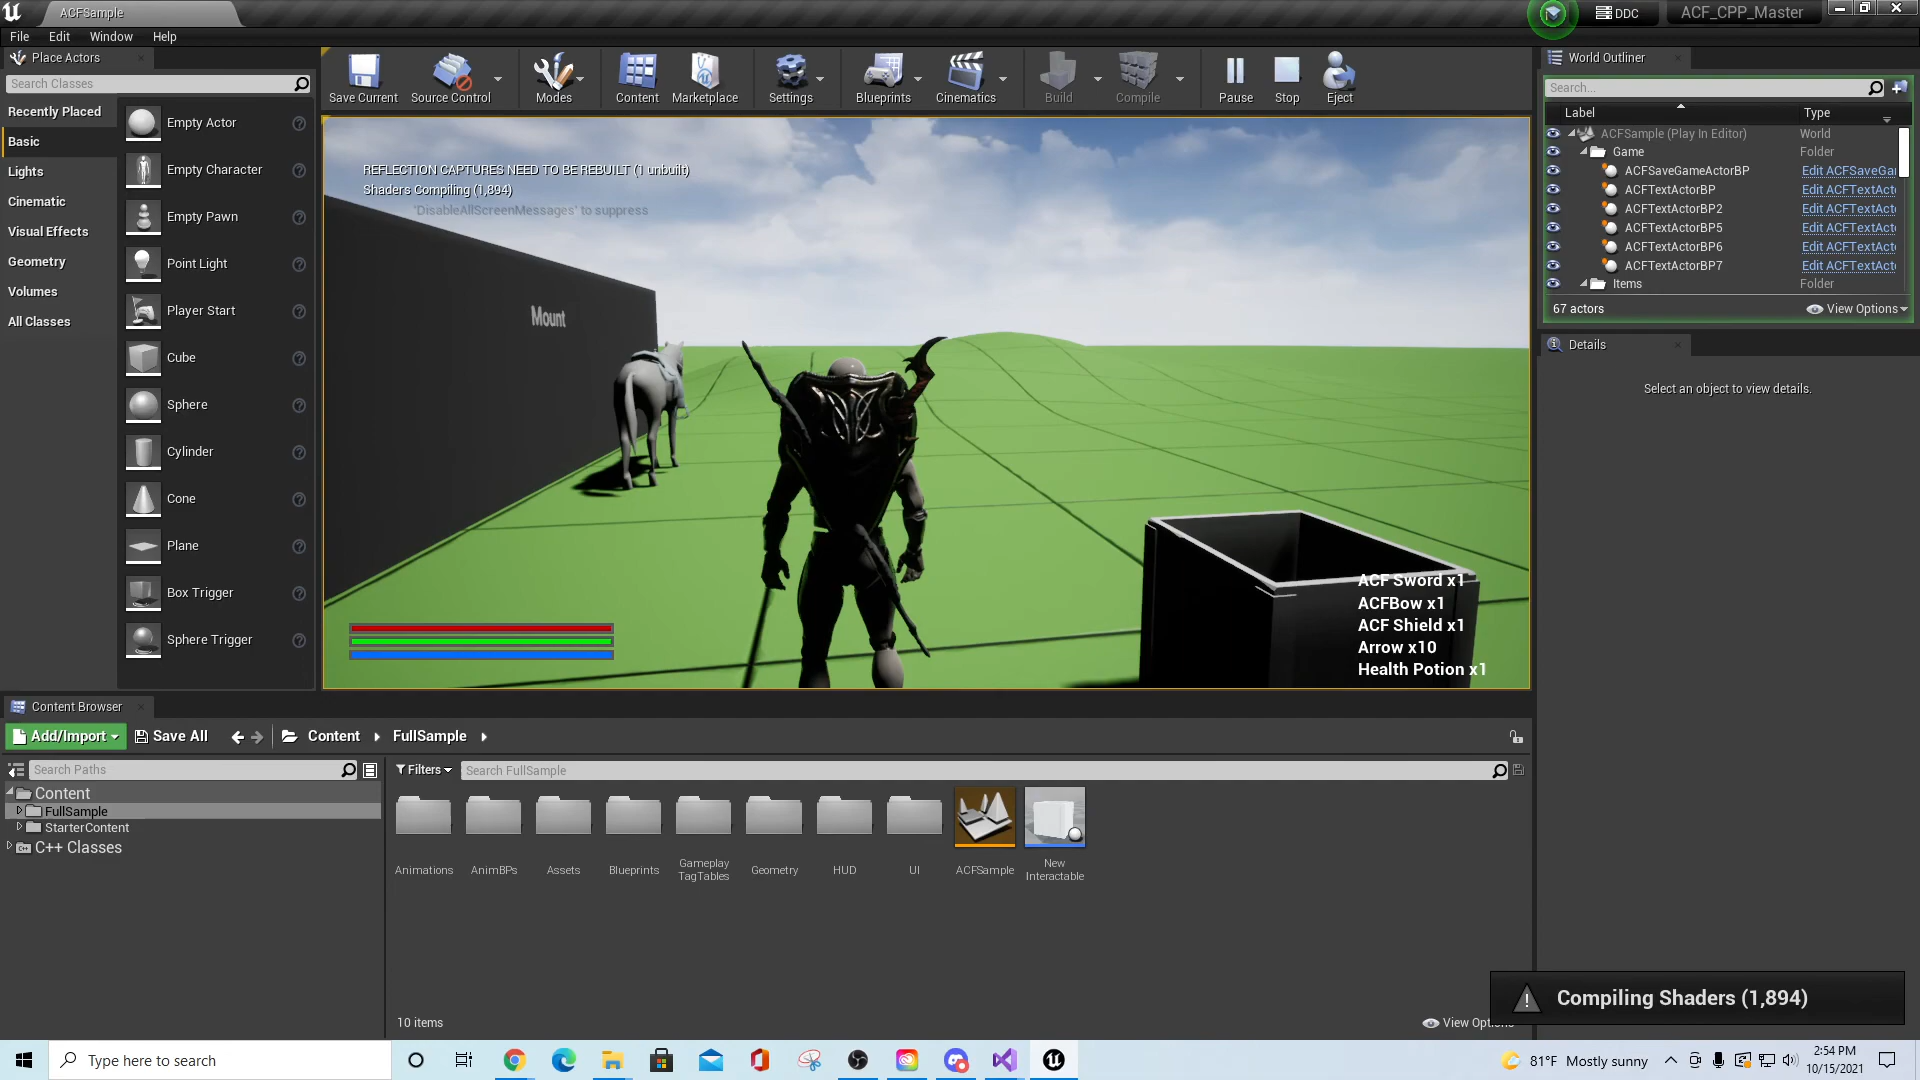 ACFSample
DDC
ACF_CPP_Master
File Edit Window Help
Place Actors
Search Classes
Recently Placed
Basic
Lights
Cinematic
Visual Effects
Geometry
Volumes
All Classes
Empty Actor
Empty Character
Empty Pawn
Point Light
Player Start
Cube
Sphere
Cylinder
Cone
Plane
Box Trigger
Sphere Trigger
Save Current
Source Control
Modes
Content
Marketplace
Settings
Blueprints
Cinematics
Build
Compile
Pause
Stop
Eject
REFLECTION CAPTURES NEED TO BE REBUILT (1 unbuilt)
Shaders Compiling (1,894)
'DisableAllScreenMessages' to suppress
Mount
ACF Sword x1
ACFBow x1
ACF Shield x1
Arrow x10
Health Potion x1
World Outliner
Search...
Label Type
ACFSample (Play In Editor) World
Game Folder
ACFSaveGameActorBP Edit ACFSaveGa
ACFTextActorBP Edit ACFTextAct
ACFTextActorBP2 Edit ACFTextAct
ACFTextActorBP5 Edit ACFTextAct
ACFTextActorBP6 Edit ACFTextAct
ACFTextActorBP7 Edit ACFTextAct
Items Folder
67 actors View Options
Details
Select an object to view details.
Content Browser
Add/Import Save All Content FullSample
Search Paths
Content
FullSample
StarterContent
C++ Classes
Filters Search FullSample
Animations
AnimBPs
Assets
Blueprints
Gameplay
TagTables
Geometry
HUD
UI
ACFSample
New
Interactable
10 items
View Options
Compiling Shaders (1,894)
Type here to search
81°F Mostly sunny
2:54 PM
10/15/2021